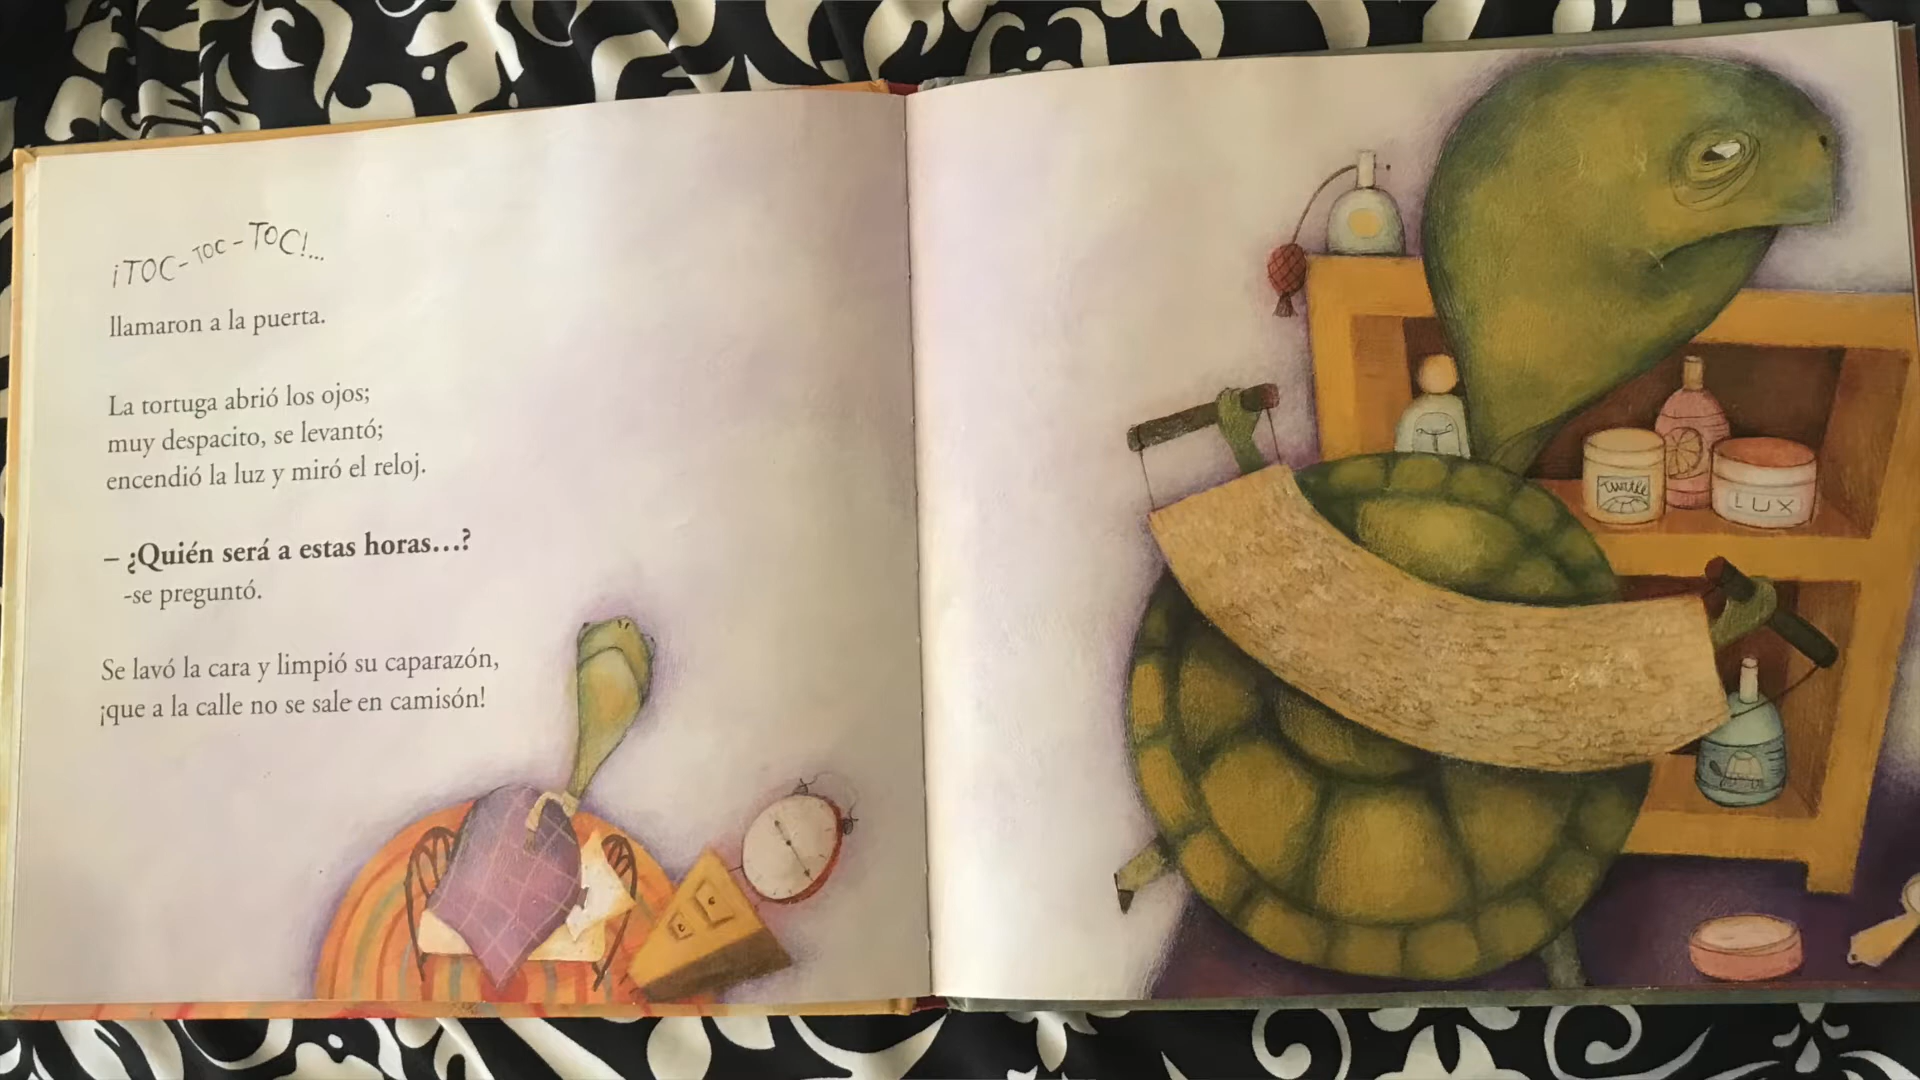 ¡TOC-TOC-TOC!...
llamaron a la puerta.
La tortuga abrió los ojos;
muy despacito, se levantó;
encendió la luz y miró el reloj.
– ¿Quién será a estas horas...?
-se preguntó.
Se lavó la cara y limpió su caparazón,
¡que a la calle no se sale en camisón!
Turtle
LUX